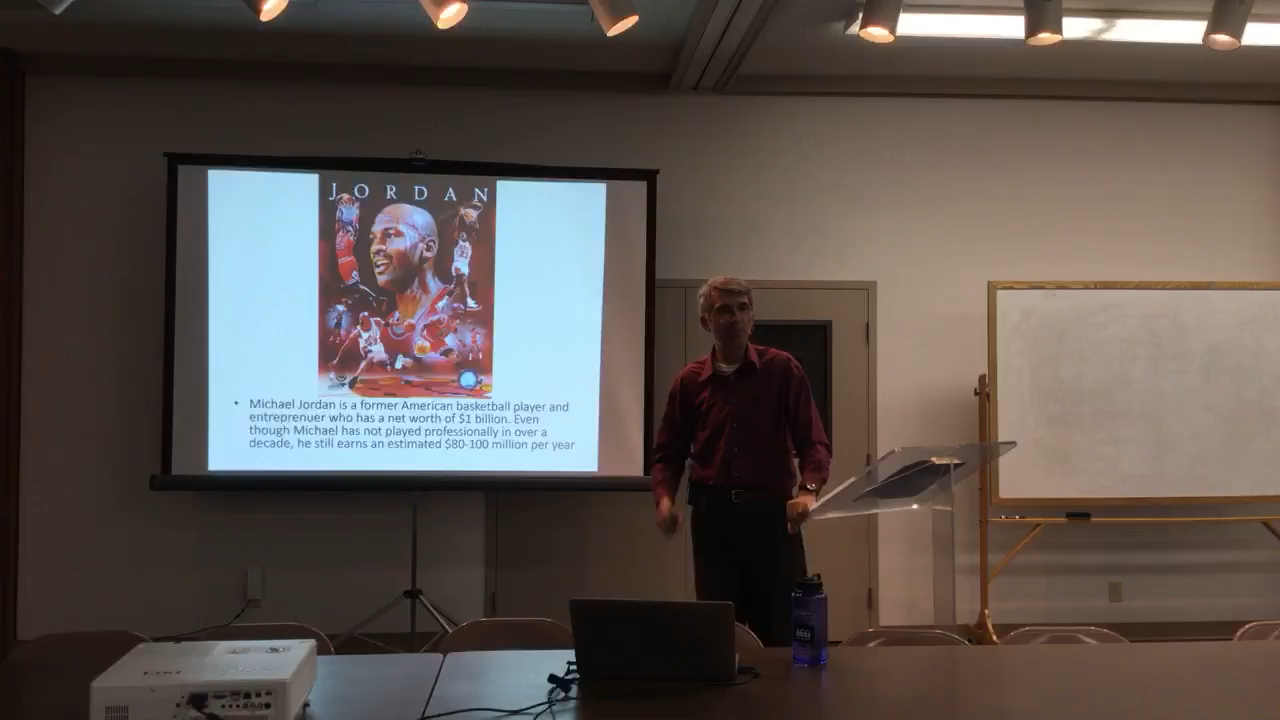 JORDAN
• Michael Jordan is a former American basketball player and
entreprenuer who has a net worth of $1 billion. Even
though Michael has not played professionally in over a
decade, he still earns an estimated $80-100 million per year